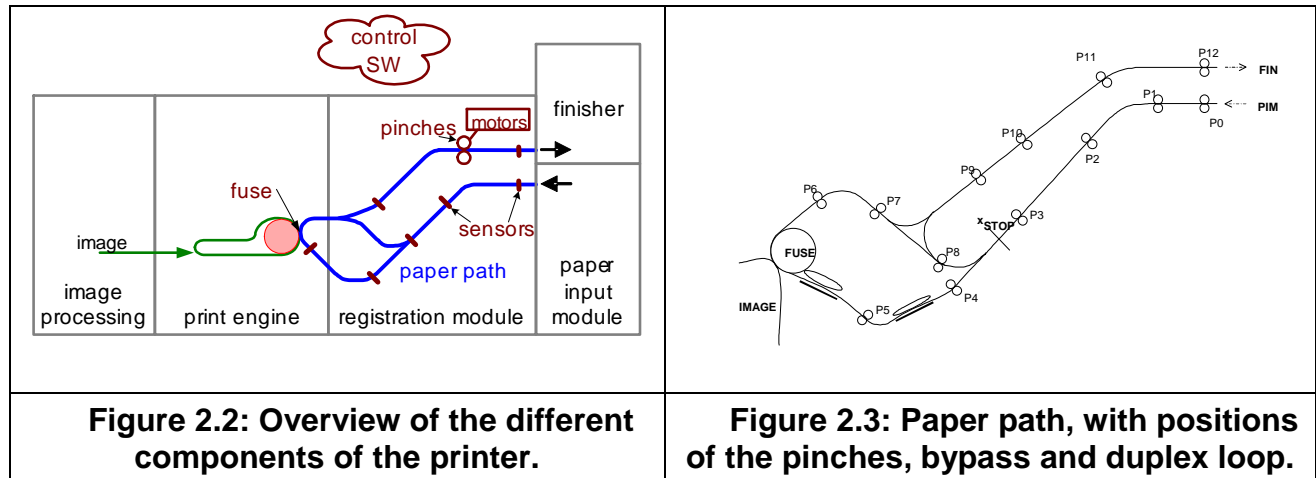 control
SW
finisher
pinches
motors
fuse
sensors
image
paper path
image
processing
print engine
registration module
paper
input
module
P12
P11
FIN
P1
PIM
P0
P10
P2
P9
P6
P7
P3
xSTOP
FUSE
P8
P4
IMAGE
P5
Figure 2.2: Overview of the different
components of the printer.
Figure 2.3: Paper path, with positions
of the pinches, bypass and duplex loop.